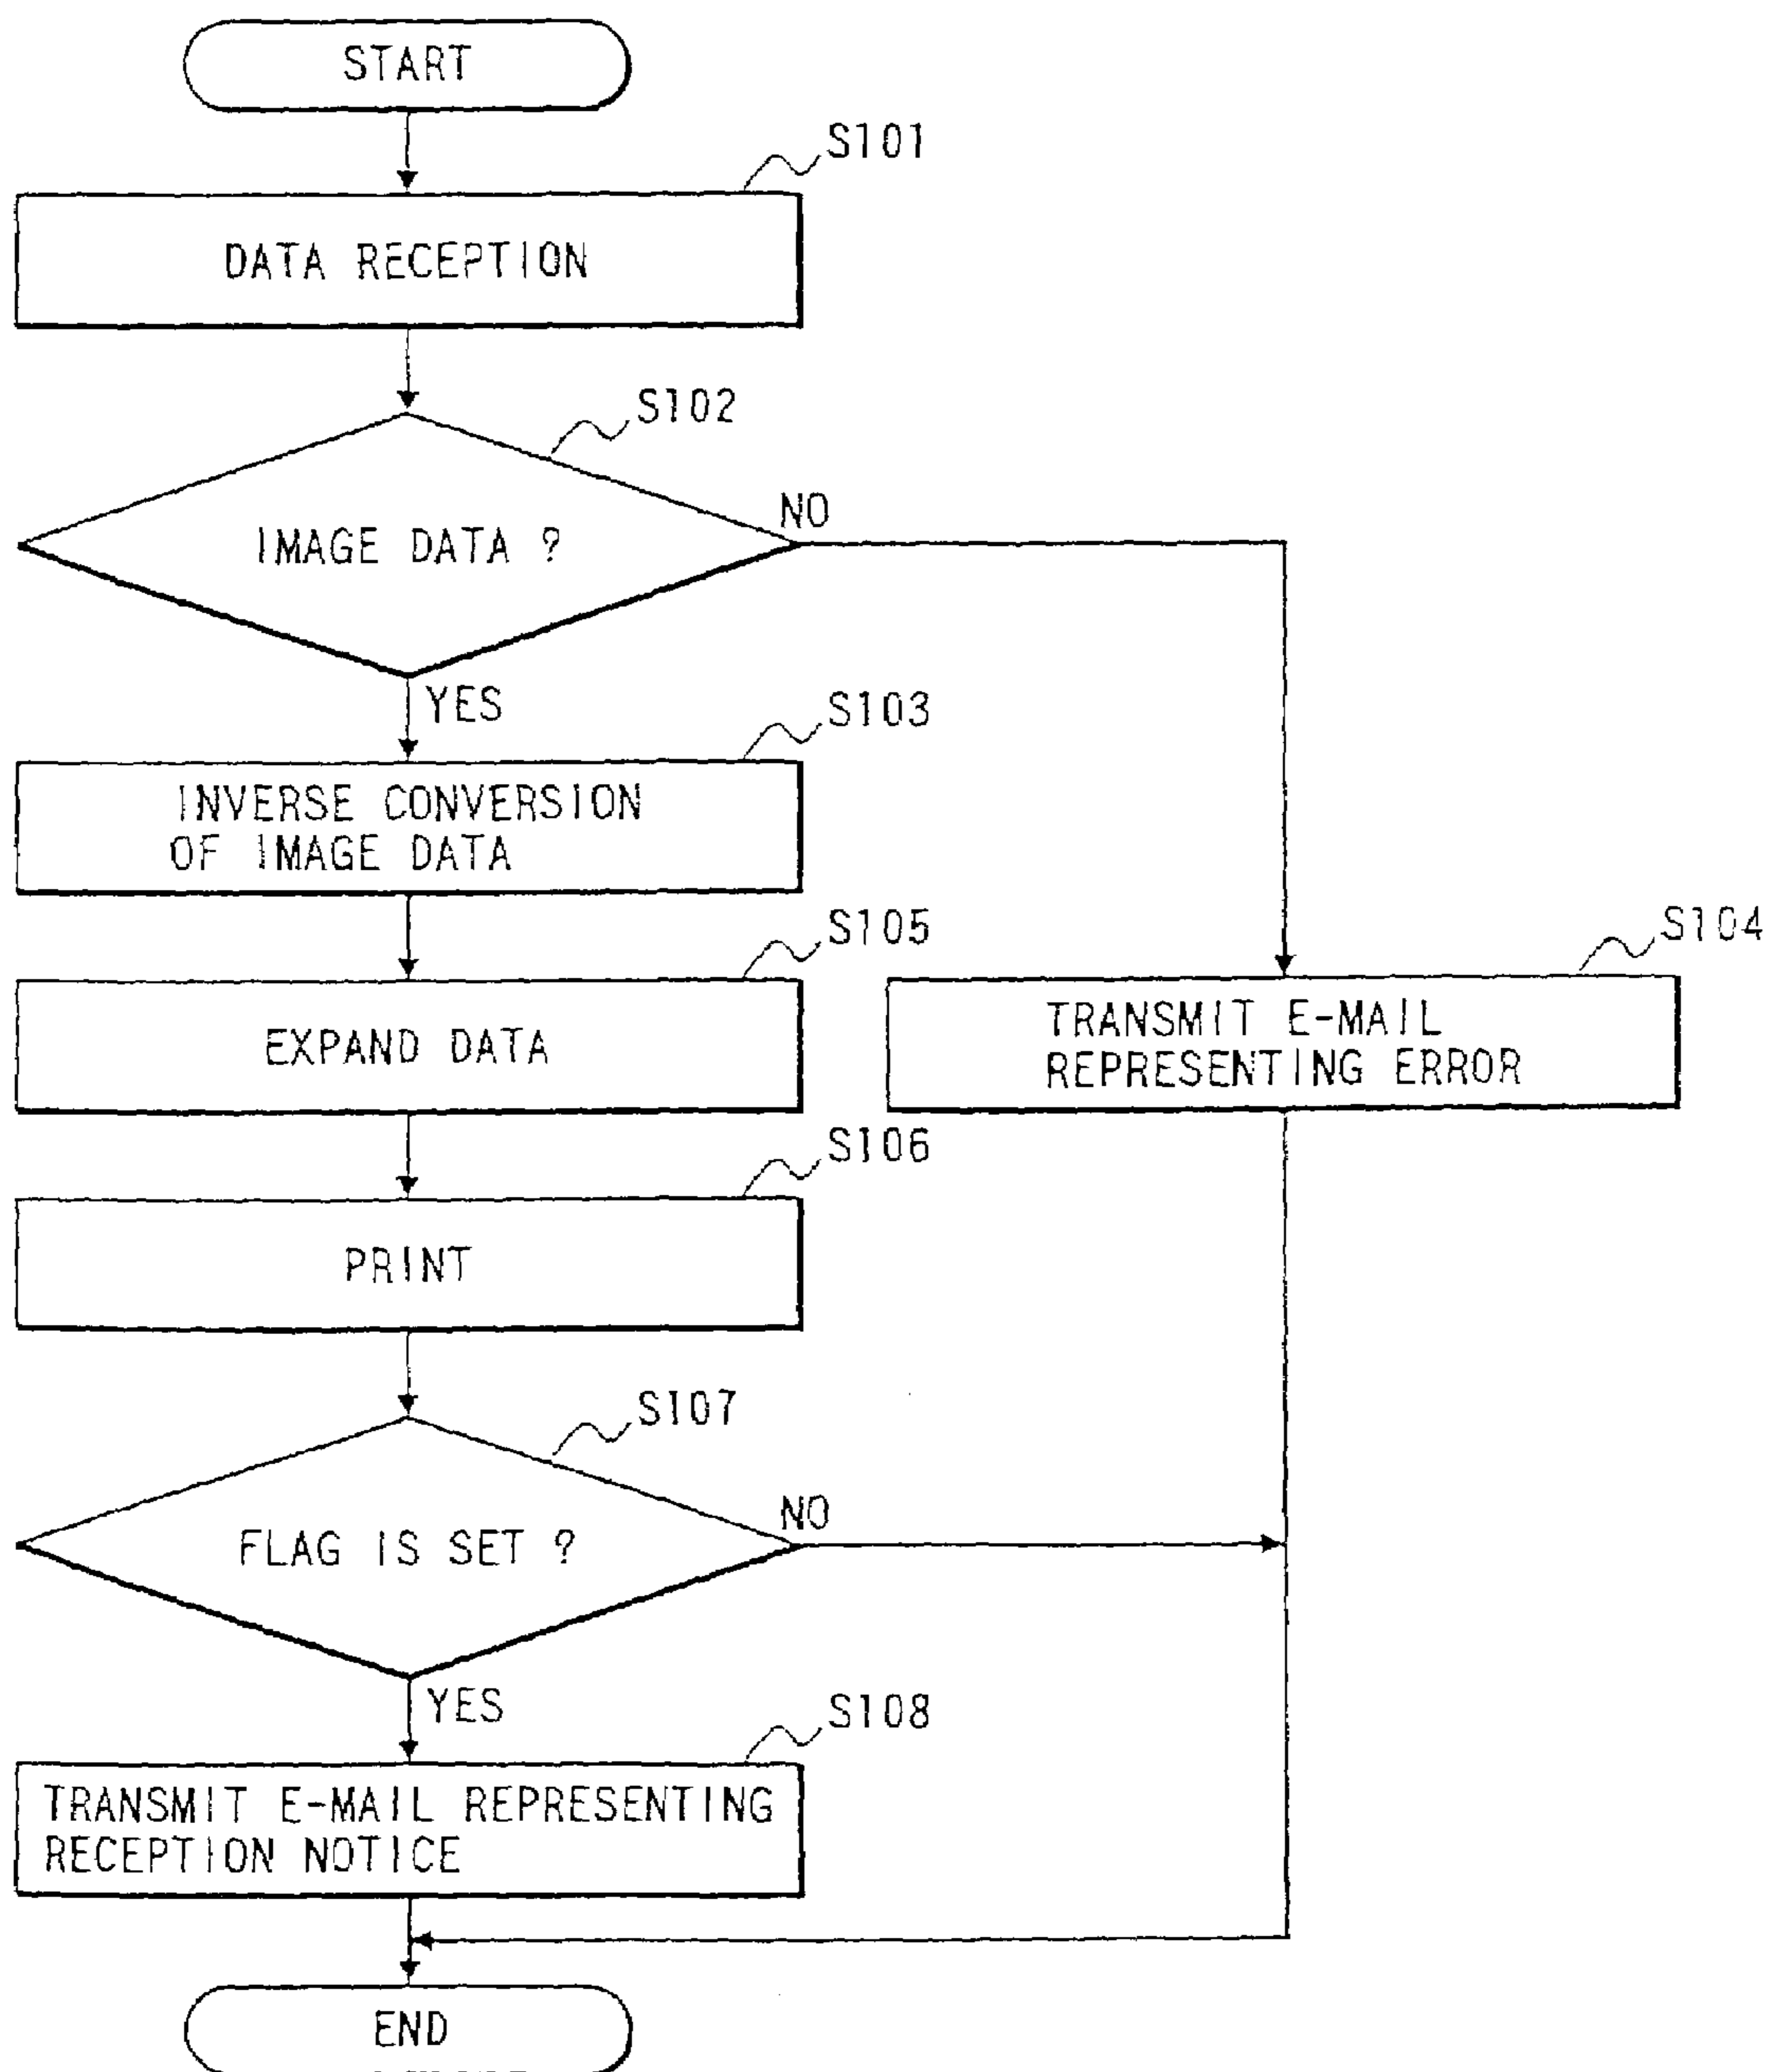 START
S101
DATA RECEPTION
S102
IMAGE DATA ?
NO
YES
S103
INVERSE CONVERSION
OF IMAGE DATA
S105
EXPAND DATA
S104
TRANSMIT E-MAIL
REPRESENTING ERROR
S106
PRINT
S107
FLAG IS SET ?
NO
YES
S108
TRANSMIT E-MAIL REPRESENTING
RECEPTION NOTICE
END